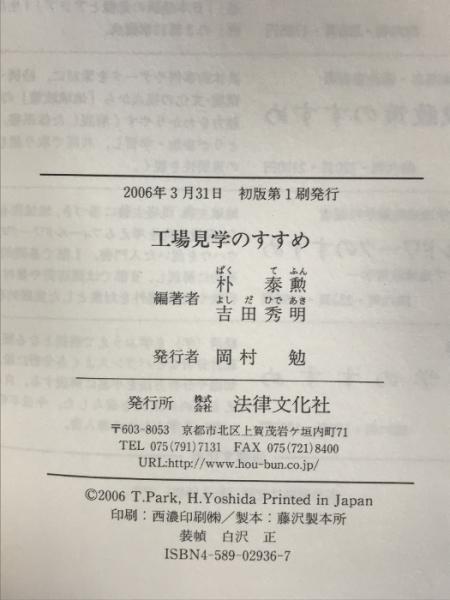 2006年3月31日 初版第1刷発行
工場見学のすすめ
ぱく て ふん
朴 泰勳
編著者
よし だ ひで あき
吉田秀明
発行者 岡村 勉
発行所 株式会社 法律文化社
〒603-8053 京都市北区上賀茂岩ケ垣内町71
TEL 075(791)7131 FAX 075(721)8400
URL:http://www.hou-bun.co.jp/
©2006 T.Park, H.Yoshida Printed in Japan
印刷：西濃印刷㈱／製本：藤沢製本所
装幀 白沢 正
ISBN4-589-02936-7